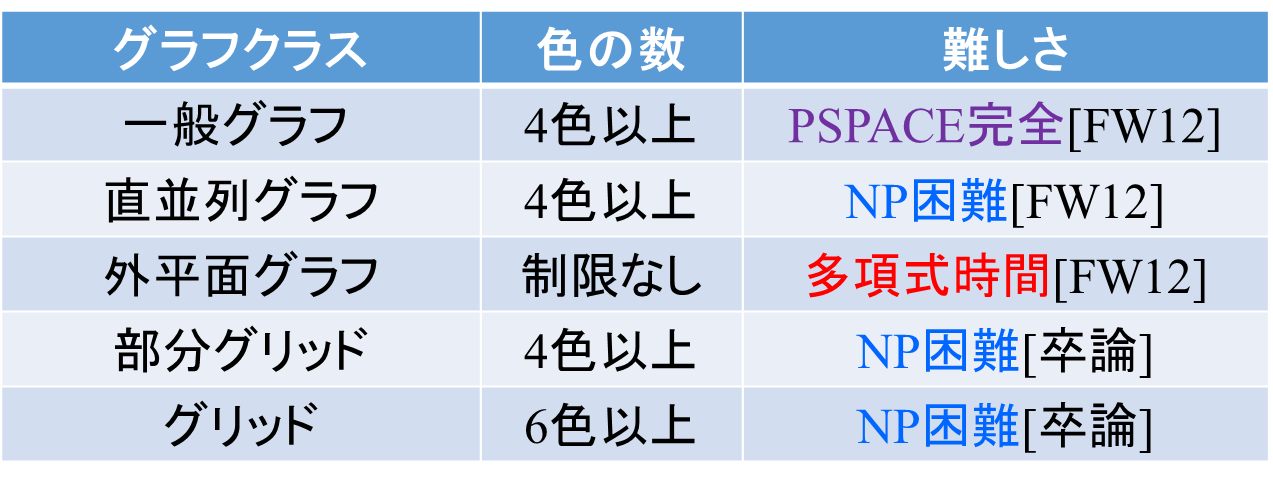 グラフクラス 色の数 難しさ
一般グラフ 4色以上 PSPACE完全[FW12]
直並列グラフ 4色以上 NP困難[FW12]
外平面グラフ 制限なし 多項式時間[FW12]
部分グリッド 4色以上 NP困難[卒論]
グリッド 6色以上 NP困難[卒論]